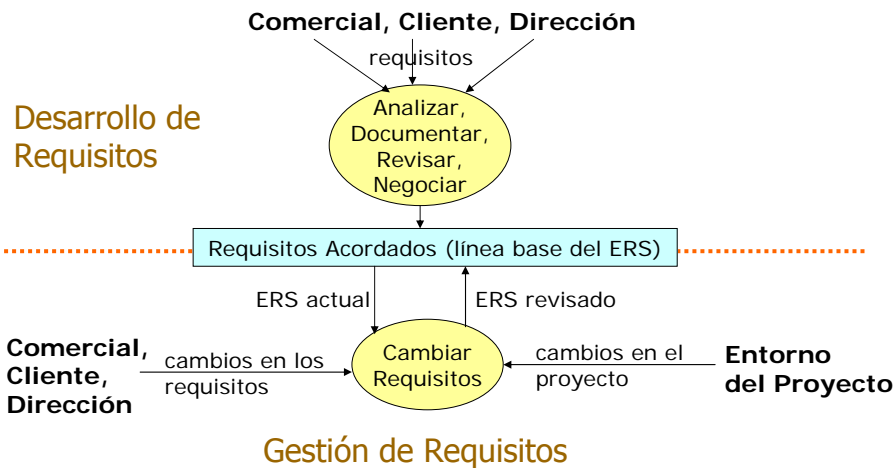 Comercial, Cliente, Dirección
requisitos
Desarrollo de
Requisitos
Analizar,
Documentar,
Revisar,
Negociar
Requisitos Acordados (línea base del ERS)
ERS actual
ERS revisado
Comercial,
Cliente,
Dirección
cambios en los
requisitos
Cambiar
Requisitos
cambios en el
proyecto
Entorno
del Proyecto
Gestión de Requisitos